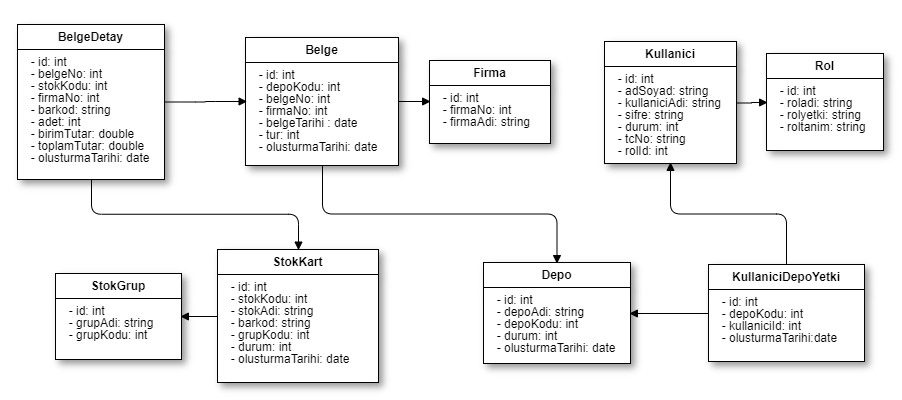 BelgeDetay
- id: int
- belgeNo: int
- stokKodu: int
- firmaNo: int
- barkod: string
- adet: int
- birimTutar: double
- toplamTutar: double
- olusturmaTarihi: date
Belge
- id: int
- depoKodu: int
- belgeNo: int
- firmaNo: int
- belgeTarihi : date
- tur: int
- olusturmaTarihi: date
Firma
- id: int
- firmaNo: int
- firmaAdi: string
Kullanici
- id: int
- adSoyad: string
- kullaniciAdi: string
- sifre: string
- durum: int
- tcNo: string
- rolId: int
Rol
- id: int
- roladi: string
- rolyetki: string
- roltanim: string
StokGrup
- id: int
- grupAdi: string
- grupKodu: int
StokKart
- id: int
- stokKodu: int
- stokAdi: string
- barkod: string
- grupKodu: int
- durum: int
- olusturmaTarihi: date
Depo
- id: int
- depoAdi: string
- depoKodu: int
- durum: int
- olusturmaTarihi: date
KullaniciDepoYetki
- id: int
- depoKodu: int
- kullaniciId: int
- olusturmaTarihi:date